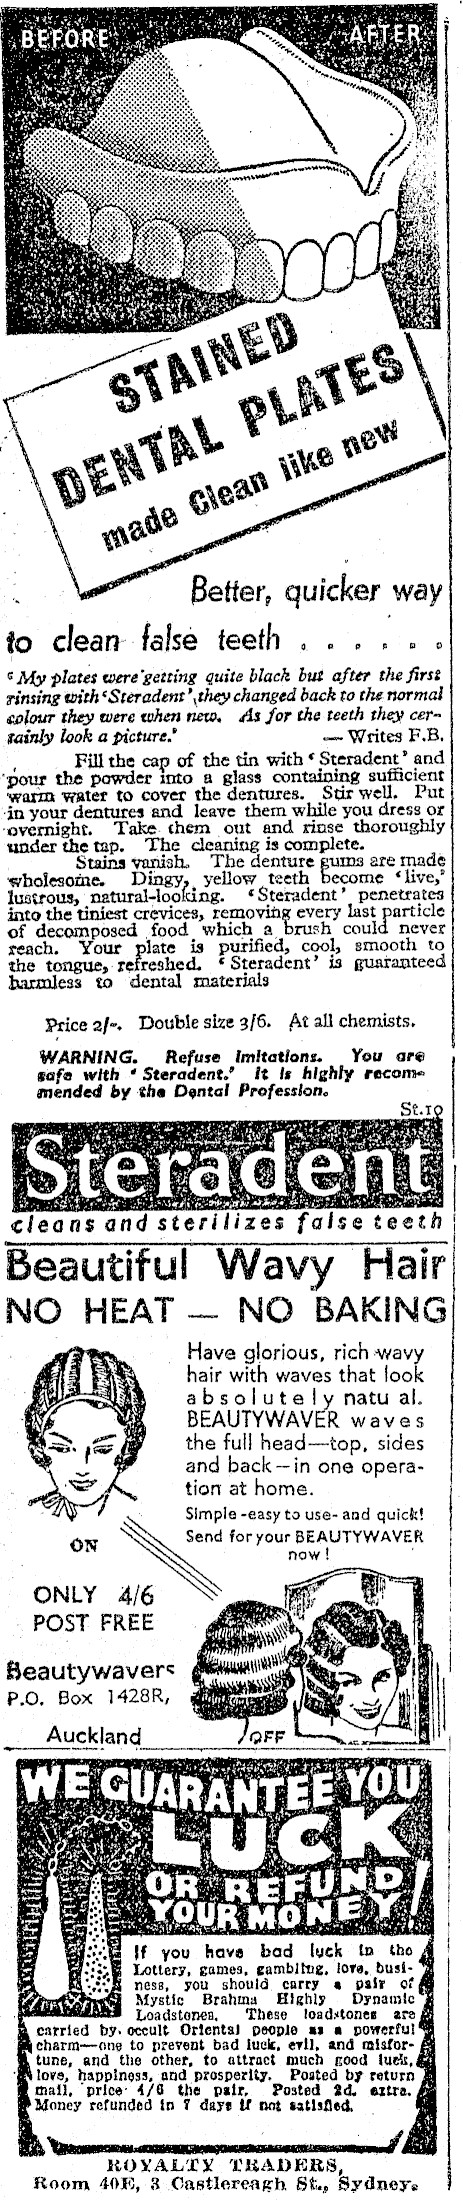 BEFORE
AFTER
STAINED
DENTAL PLATES
made Clean like new
Better, quicker way
to clean false teeth . . . . . . .
‘My plates were getting quite black but after the first
rinsing with ‘Steradent’, they changed back to the normal
colour they were when new. As for the teeth they cer-
tainly look a picture.’ — Writes F.B.
Fill the cap of the tin with ‘Steradent’ and
pour the powder into a glass containing sufficient
warm water to cover the dentures. Stir well. Put
in your dentures and leave them while you dress or
overnight. Take them out and rinse thoroughly
under the tap. The cleaning is complete.
Stains vanish. The denture gums are made
wholesome. Dingy, yellow teeth become ‘live,’
lustrous, natural-looking. ‘Steradent’ penetrates
into the tiniest crevices, removing every last particle
of decomposed food which a brush could never
reach. Your plate is purified, cool, smooth to
the tongue, refreshed. ‘Steradent’ is guaranteed
harmless to dental materials
Price 2/-. Double size 3/6. At all chemists.
WARNING. Refuse Imitations. You are
safe with ‘Steradent.’ It is highly recom-
mended by the Dental Profession.
St.10
Steradent
cleans and sterilizes false teeth
Beautiful Wavy Hair
NO HEAT — NO BAKING
Have glorious, rich wavy
hair with waves that look
absolutely natu al.
BEAUTYWAVER waves
the full head—top, sides
and back—in one opera-
tion at home.
Simple -easy to use- and quick!
Send for your BEAUTYWAVER
now!
ON
ONLY 4/6
POST FREE
Beautywavers
P.O. Box 1428R,
Auckland
OFF
WE GUARANTEE YOU
LUCK
OR REFUND
YOUR MONEY!
If you have bad luck in the
Lottery, games, gambling, love, busi-
ness, you should carry a pair of
Mystic Brahma Highly Dynamic
Loadstones. These loadstones are
carried by occult Oriental people as a powerful
charm—one to prevent bad luck, evil, and misfor-
tune, and the other, to attract much good luck,
love, happiness, and prosperity. Posted by return
mail, price 4/6 the pair. Posted 2d. extra.
Money refunded in 7 days if not satisfied.
ROYALTY TRADERS,
Room 40E, 3 Castlereagh St., Sydney.